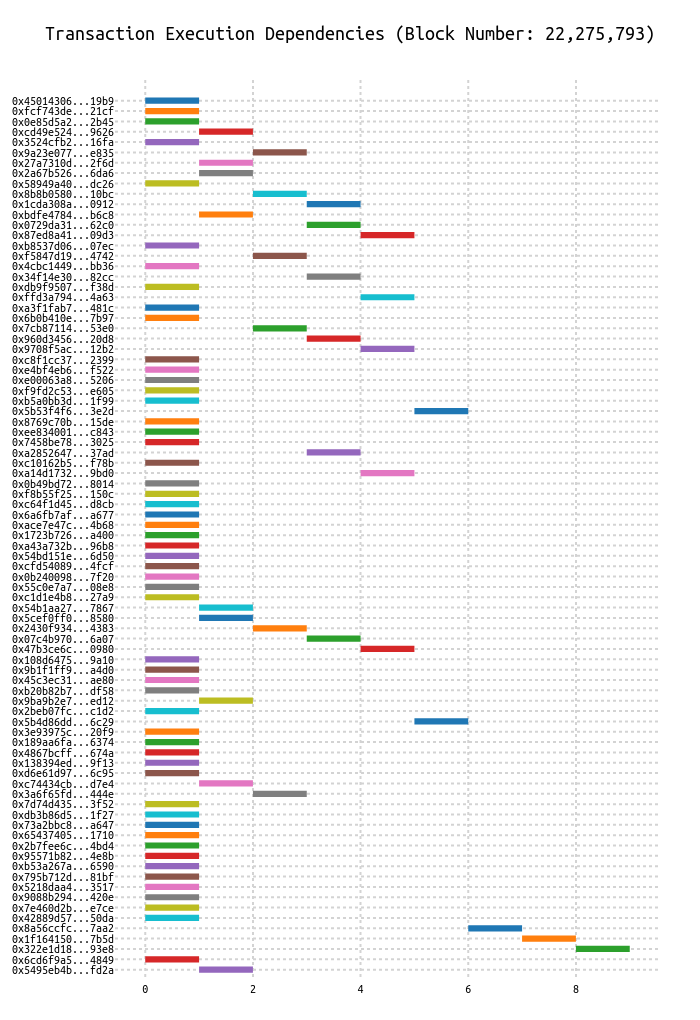 Transaction Execution Dependencies (Block Number: 22,275,793)
0x45014306...19b9
0xfcf743de...21cf
0x0e85d5a2...2b45
0xcd49e524...9626
0x3524cfb2...16fa
0x9a23e077...e835
0x27a7310d...2f6d
0x2a67b526...6da6
0x58949a40...dc26
0x8b8b0580...10bc
0x1cda308a...0912
0xbdfe4784...b6c8
0x0729da31...62c0
0x87ed8a41...09d3
0xb8537d06...07ec
0xf5847d19...4742
0x4cbc1449...bb36
0x34f14e30...82cc
0xdb9f9507...f38d
0xffd3a794...4a63
0xa3f1fab7...481c
0x6b0b410e...7b97
0x7cb87114...53e0
0x960d3456...20d8
0x9708f5ac...12b2
0xc8f1cc37...2399
0xe4bf4eb6...f522
0xe00063a8...5206
0xf9fd2c53...e605
0xb5a0bb3d...1f99
0x5b53f4f6...3e2d
0x8769c70b...15de
0xee834001...c843
0x7458be78...3025
0xa2852647...37ad
0xc10162b5...f78b
0xa14d1732...9bd0
0x0b49bd72...8014
0xf8b55f25...150c
0xc64f1d45...d8cb
0x6a6fb7af...a677
0xace7e47c...4b68
0x1723b726...a400
0xa43a732b...96b8
0x54bd151e...6d50
0xcfd54089...4fcf
0x0b240098...7f20
0x55c0e7a7...08e8
0xc1d1e4b8...27a9
0x54b1aa27...7867
0x5cef0ff0...8580
0x2430f934...4383
0x07c4b970...6a07
0x47b3ce6c...0980
0x108d6475...9a10
0x9b1f1ff9...a4d0
0x45c3ec31...ae80
0xb20b82b7...df58
0x9ba9b2e7...ed12
0x2beb07fc...c1d2
0x5b4d86dd...6c29
0x3e93975c...20f9
0x189aa6fa...6374
0x4867bcff...674a
0x138394ed...9f13
0xd6e61d97...6c95
0xc74434cb...d7e4
0x3a6f65fd...444e
0x7d74d435...3f52
0xdb3b86d5...1f27
0x73a2bbc8...a647
0x65437405...1710
0x2b7fee6c...4bd4
0x95571b82...4e8b
0xb53a267a...6590
0x795b712d...81bf
0x5218daa4...3517
0x9088b294...420e
0x7e460d2b...e7ce
0x42889d57...50da
0x8a56ccfc...7aa2
0x1f164150...7b5d
0x322e1d18...93e8
0x6cd6f9a5...4849
0x5495eb4b...fd2a
0 2 4 6 8